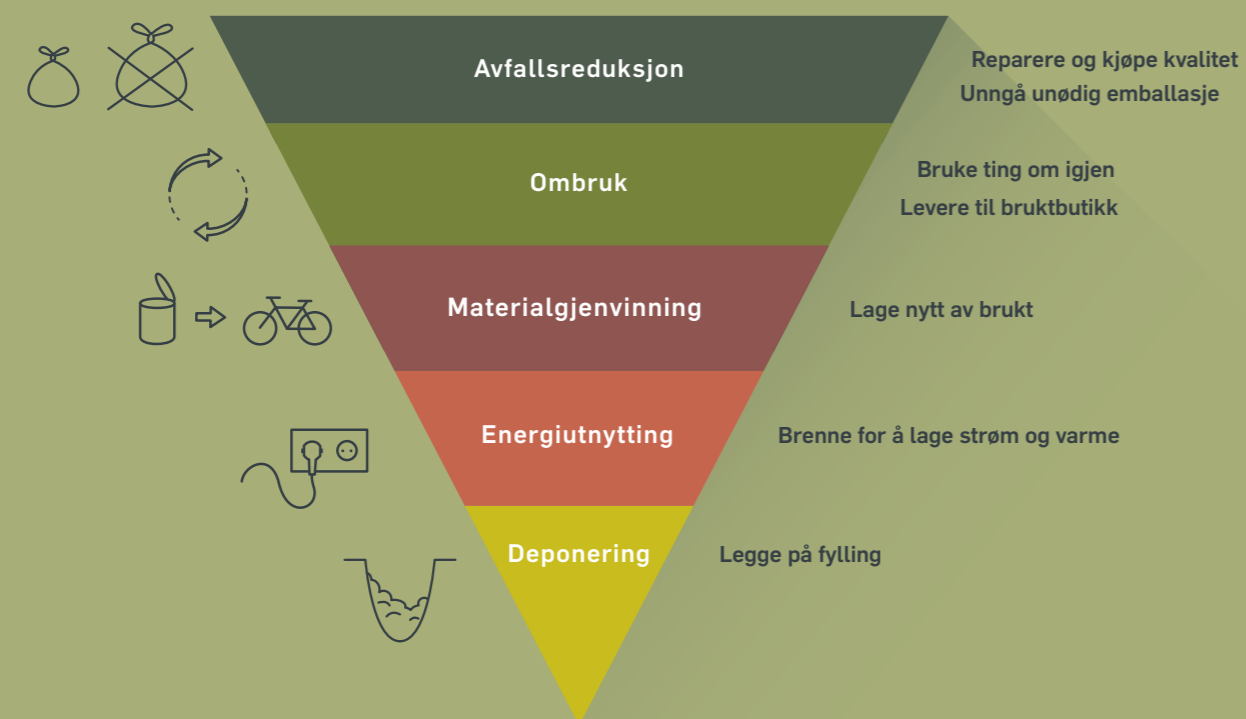 Avfallsreduksjon
Reparere og kjøpe kvalitet
Unngå unødig emballasje
Ombruk
Bruke ting om igjen
Levere til bruktbutikk
Materialgjenvinning
Lage nytt av brukt
Energiutnytting
Brenne for å lage strøm og varme
Deponering
Legge på fylling